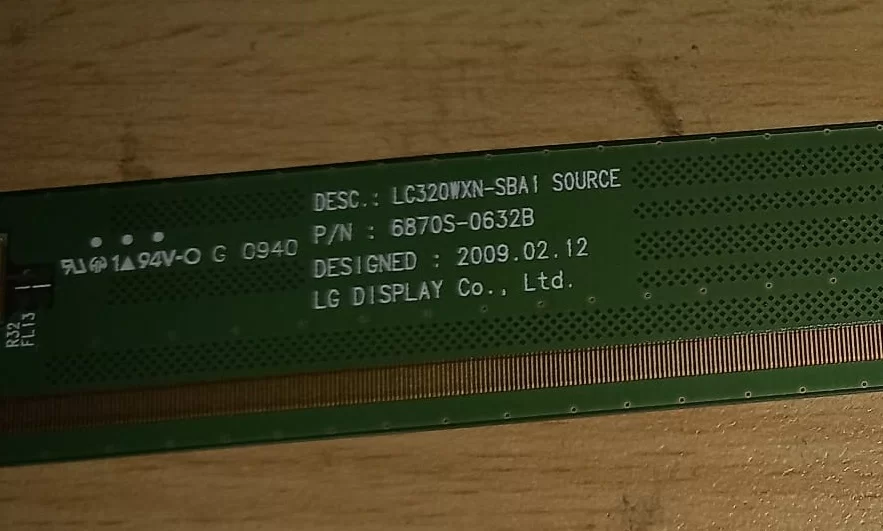 DESC.: LC320WXN-SBA1 SOURCE
P/N : 6870S-0632B
1▲ 94V-0 G 0940
DESIGNED : 2009.02.12
LG DISPLAY Co., Ltd.
R32
FL13